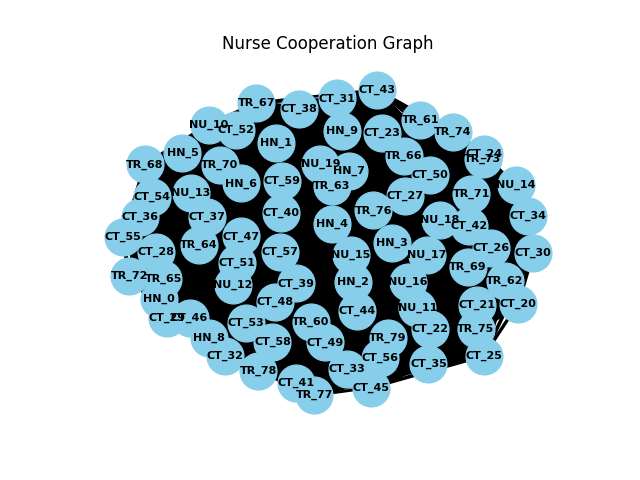 Nurse Cooperation Graph
CT_43
CT_31
TR_67
CT_38
TR_61
NU_10
CT_52
HN_9
CT_23
TR_74
HN_1
HN_5
CT_24
TR_73
TR_66
TR_68
TR_70
NU_19
HN_7
CT_50
HN_6
CT_59
TR_63
NU_14
NU_13
TR_71
CT_54
CT_27
CT_36
CT_37
CT_40
TR_76
CT_34
NU_18
HN_4
CT_42
CT_55
CT_47
TR_64
HN_3
CT_26
CT_28
CT_57
NU_15
NU_17
CT_30
CT_51
TR_69
TR_72
TR_65
NU_12
CT_39
HN_2
NU_16
TR_62
HN_0
CT_48
CT_44
NU_11
CT_21
CT_20
CT_46
CT_53
TR_60
CT_22
TR_75
HN_8
CT_58
CT_49
TR_79
CT_32
CT_56
CT_25
TR_78
CT_33
CT_35
CT_41
CT_45
TR_77